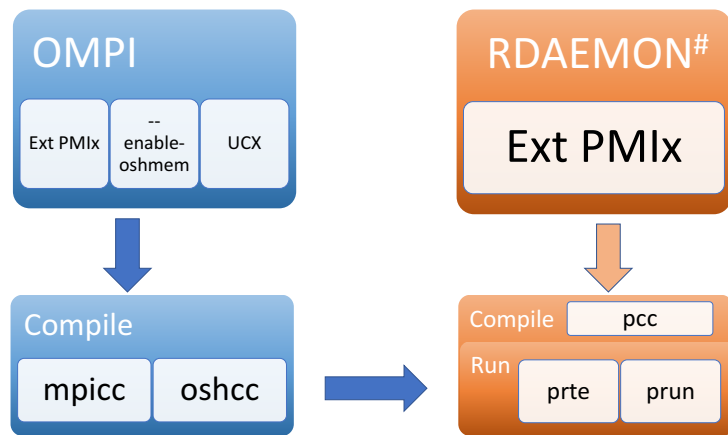 OMPI
Ext PMIx
--
enable-
oshmem
UCX
RDAEMON#
Ext PMIx
Compile
mpicc
oshcc
Compile
pcc
Run
prte
prun